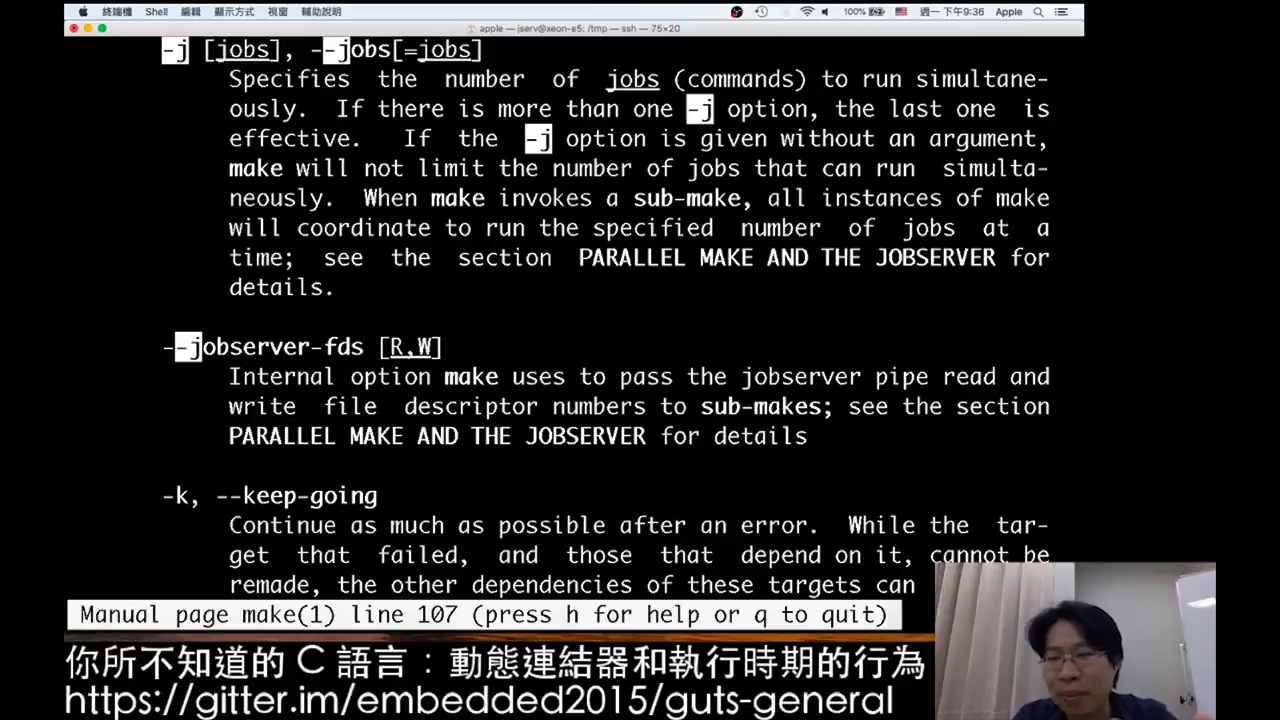 終端機 Shell 編輯 顯示方式 視窗 輔助說明 100% 週一 下午9:36 Apple
apple — jserv@xeon-e5: /tmp — ssh — 75×20
-j [jobs], --jobs[=jobs]
Specifies the number of jobs (commands) to run simultane-
ously. If there is more than one -j option, the last one is
effective. If the -j option is given without an argument,
make will not limit the number of jobs that can run simulta-
neously. When make invokes a sub-make, all instances of make
will coordinate to run the specified number of jobs at a
time; see the section PARALLEL MAKE AND THE JOBSERVER for
details.
--jobserver-fds [R,W]
Internal option make uses to pass the jobserver pipe read and
write file descriptor numbers to sub-makes; see the section
PARALLEL MAKE AND THE JOBSERVER for details
-k, --keep-going
Continue as much as possible after an error. While the tar-
get that failed, and those that depend on it, cannot be
remade, the other dependencies of these targets can
Manual page make(1) line 107 (press h for help or q to quit)
你所不知道的 C 語言：動態連結器和執行時期的行為
https://gitter.im/embedded2015/guts-general